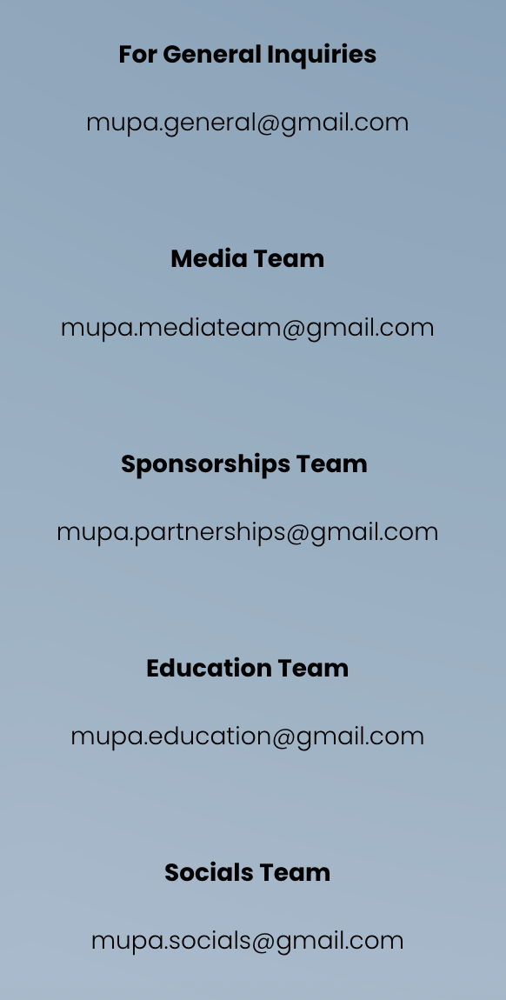 For General Inquiries
mupa.general@gmail.com
Media Team
mupa.mediateam@gmail.com
Sponsorships Team
mupa.partnerships@gmail.com
Education Team
mupa.education@gmail.com
Socials Team
mupa.socials@gmail.com